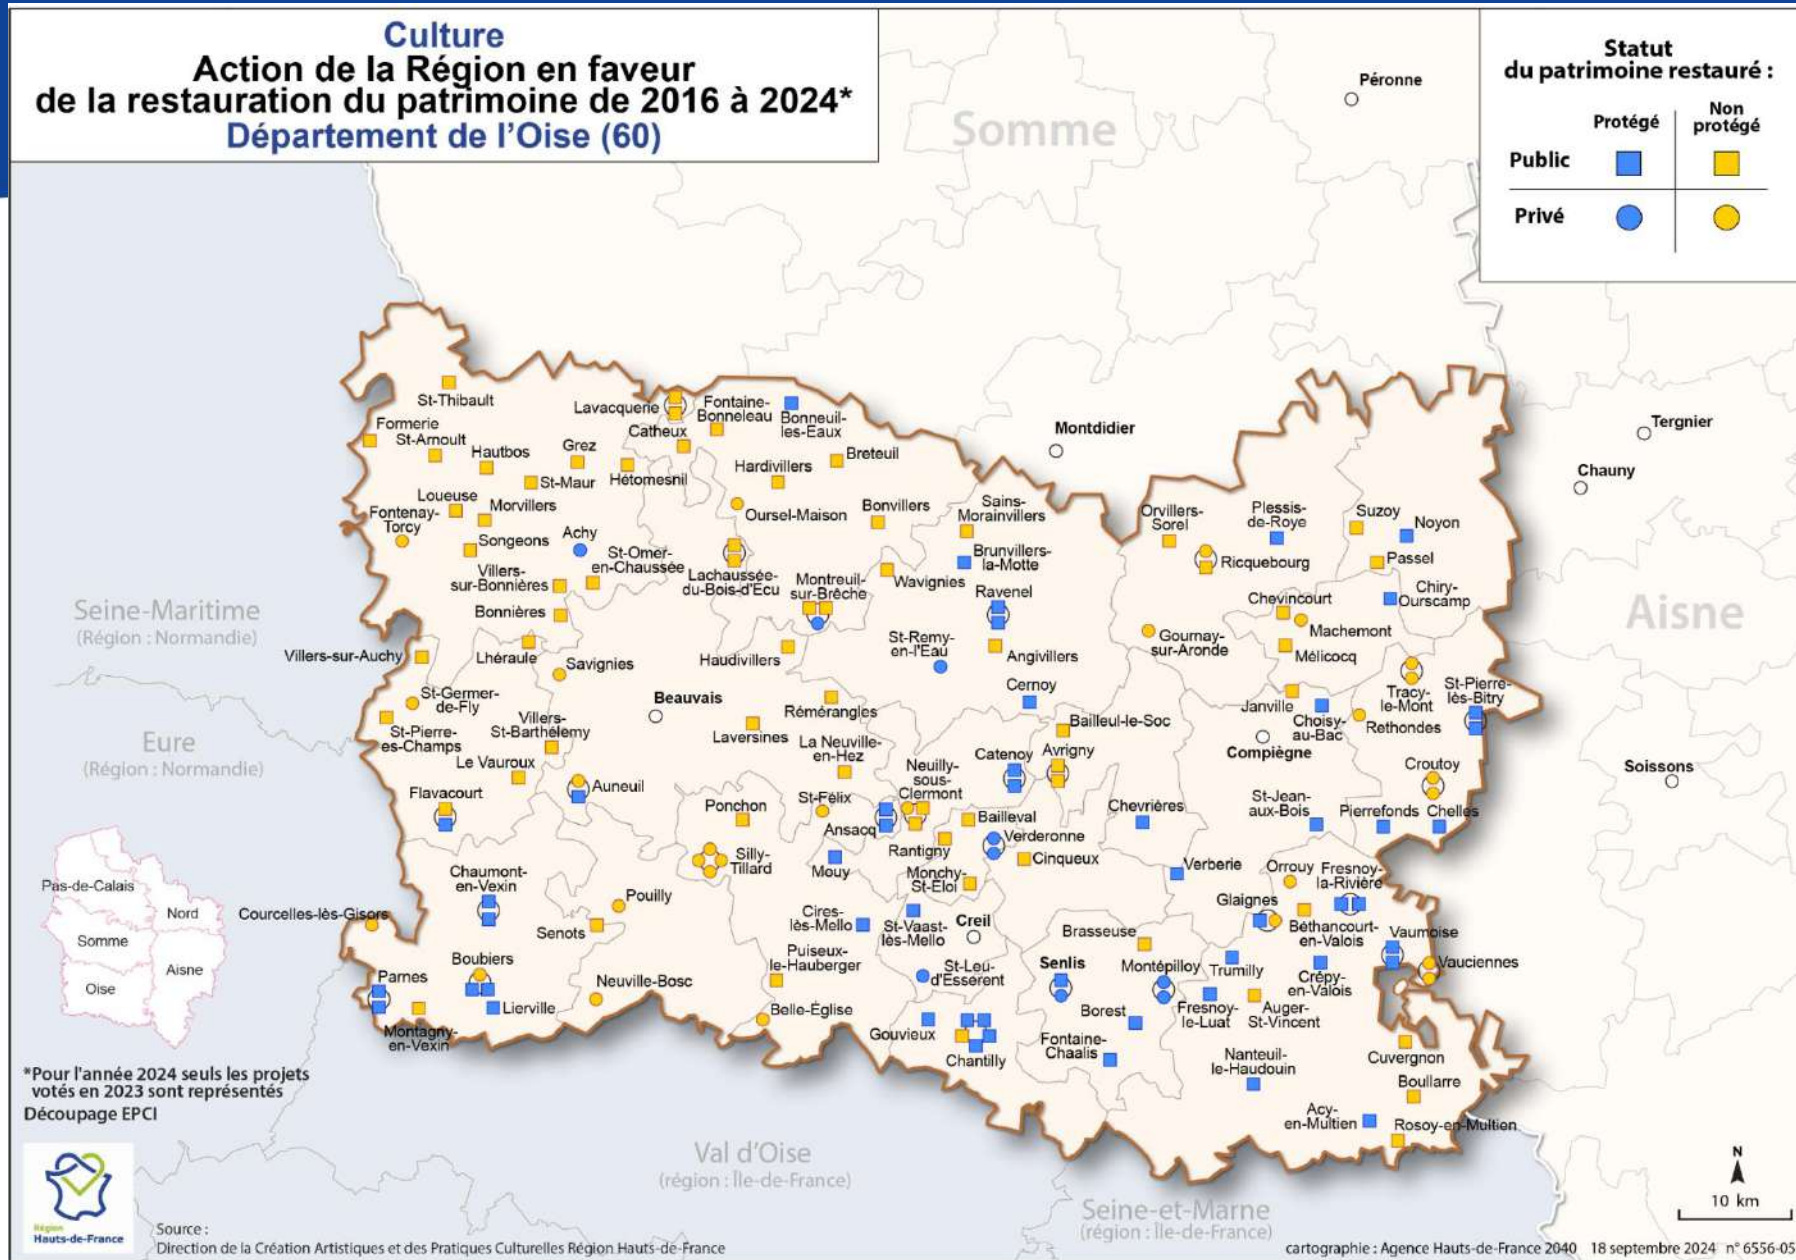 Culture
Action de la Région en faveur
de la restauration du patrimoine de 2016 à 2024*
Département de l'Oise (60)
Statut
du patrimoine restauré :
Protégé
Non
protégé
Public
Privé
Péronne
Somme
Montdidier
Tergnier
Chauny
Aisne
Soissons
Seine-Maritime
(Région : Normandie)
Eure
(Région : Normandie)
St-Thibault
Formerie
St-Arnoult
Hautbos
Grez
Lavacquerie
Catheux
Fontaine-
Bonneleau
Bonneuil-
les-Eaux
Breteuil
Hardivillers
Hétomesnil
St-Maur
Loueuse
Morvillers
Fontenay-
Torcy
Songeons
Achy
St-Omer-
en-Chaussée
Villers-
sur-Bonnières
Bonnières
Oursel-Maison
Lachaussée-
du-Bois-d'Écu
Montreuil-
sur-Brêche
Bonvillers
Sains-
Morainvillers
Brunvillers-
la-Motte
Wavignies
Ravenel
Orvillers-
Sorel
Plessis-
de-Roye
Ricquebourg
Suzoy
Noyon
Passel
Chiry-
Ourscamp
Chevincourt
Machemont
Mélicocq
Gournay-
sur-Aronde
Angivillers
St-Remy-
en-l'Eau
Haudivillers
Villers-sur-Auchy
Lhéraule
Savignies
St-Germer-
de-Fly
St-Pierre-
es-Champs
Villers-
St-Barthélemy
Beauvais
Rémérangles
Laversines
La Neuville-
en-Hez
Cernoy
Bailleul-le-Soc
Janville
Choisy-
au-Bac
Compiègne
Tracy-
le-Mont
Rethondes
St-Pierre-
lès-Bitry
Croutoy
Le Vauroux
Auneuil
Flavacourt
Ponchon
St-Félix
Ansacq
Neuilly-
sous-
Clermont
Catenoy
Avrigny
Chevrières
St-Jean-
aux-Bois
Pierrefonds
Chelles
Bailleval
Verderonne
Rantigny
Cinqueux
Monchy-
St-Eloi
Mouy
Silly-
Tillard
Verberie
Orrouy
Fresnoy-
la-Rivière
Glaignes
Béthancourt-
en-Valois
Vaumoise
Vauciennes
Chaumont-
en-Vexin
Courcelles-lès-Gisors
Pouilly
Senots
Cires-
lès-Mello
St-Vaast-
lès-Mello
Creil
Brasseuse
Puiseux-
le-Hauberger
St-Leu-
d'Esserent
Senlis
Montépilloy
Trumilly
Crépy-
en-Valois
Boubiers
Parnes
Lierville
Montagny-
en-Vexin
Neuville-Bosc
Belle-Église
Gouvieux
Chantilly
Borest
Fontaine-
Chaalis
Fresnoy-
le-Luat
Auger-
St-Vincent
Nanteuil-
le-Haudouin
Cuvergnon
Boullarre
Acy-
en-Multien
Rosoy-en-Multien
Pas-de-Calais
Nord
Somme
Aisne
Oise
*Pour l'année 2024 seuls les projets
votés en 2023 sont représentés
Découpage EPCI
Val d'Oise
(région : Île-de-France)
Seine-et-Marne
(région : Île-de-France)
N
10 km
Région
Hauts-de-France
Source :
Direction de la Création Artistiques et des Pratiques Culturelles Région Hauts-de-France
cartographie : Agence Hauts-de-France 2040 18 septembre 2024 n° 6556-05